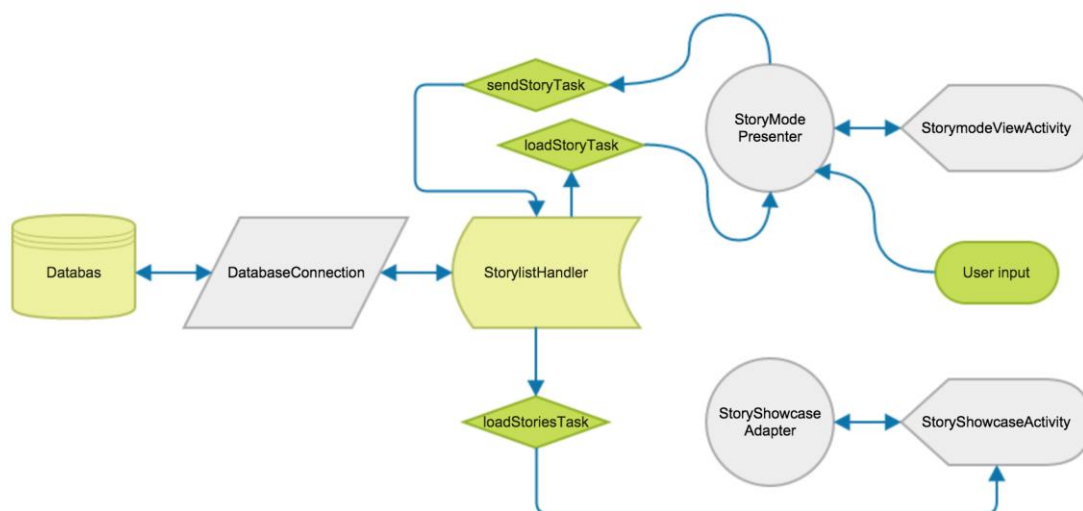 sendStoryTask
StoryMode
Presenter
StorymodeViewActivity
loadStoryTask
Databas
DatabaseConnection
StorylistHandler
User input
loadStoriesTask
StoryShowcase
Adapter
StoryShowcaseActivity